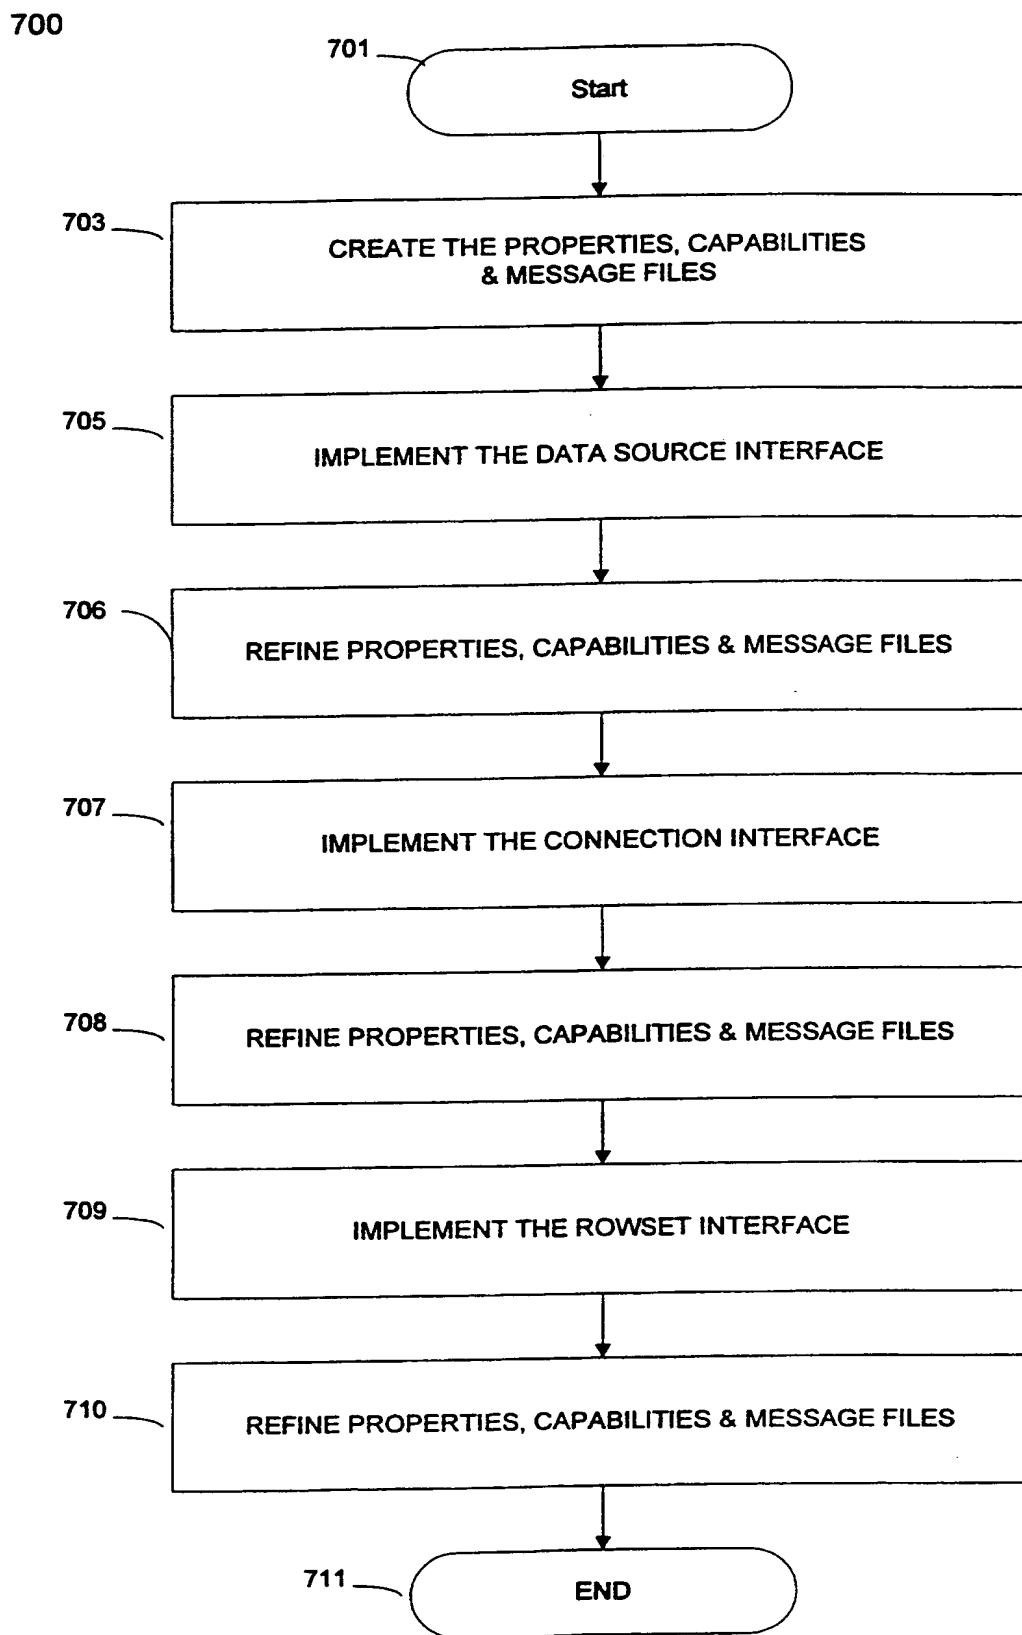 700
701
Start
703
CREATE THE PROPERTIES, CAPABILITIES
& MESSAGE FILES
705
IMPLEMENT THE DATA SOURCE INTERFACE
706
REFINE PROPERTIES, CAPABILITIES & MESSAGE FILES
707
IMPLEMENT THE CONNECTION INTERFACE
708
REFINE PROPERTIES, CAPABILITIES & MESSAGE FILES
709
IMPLEMENT THE ROWSET INTERFACE
710
REFINE PROPERTIES, CAPABILITIES & MESSAGE FILES
711
END